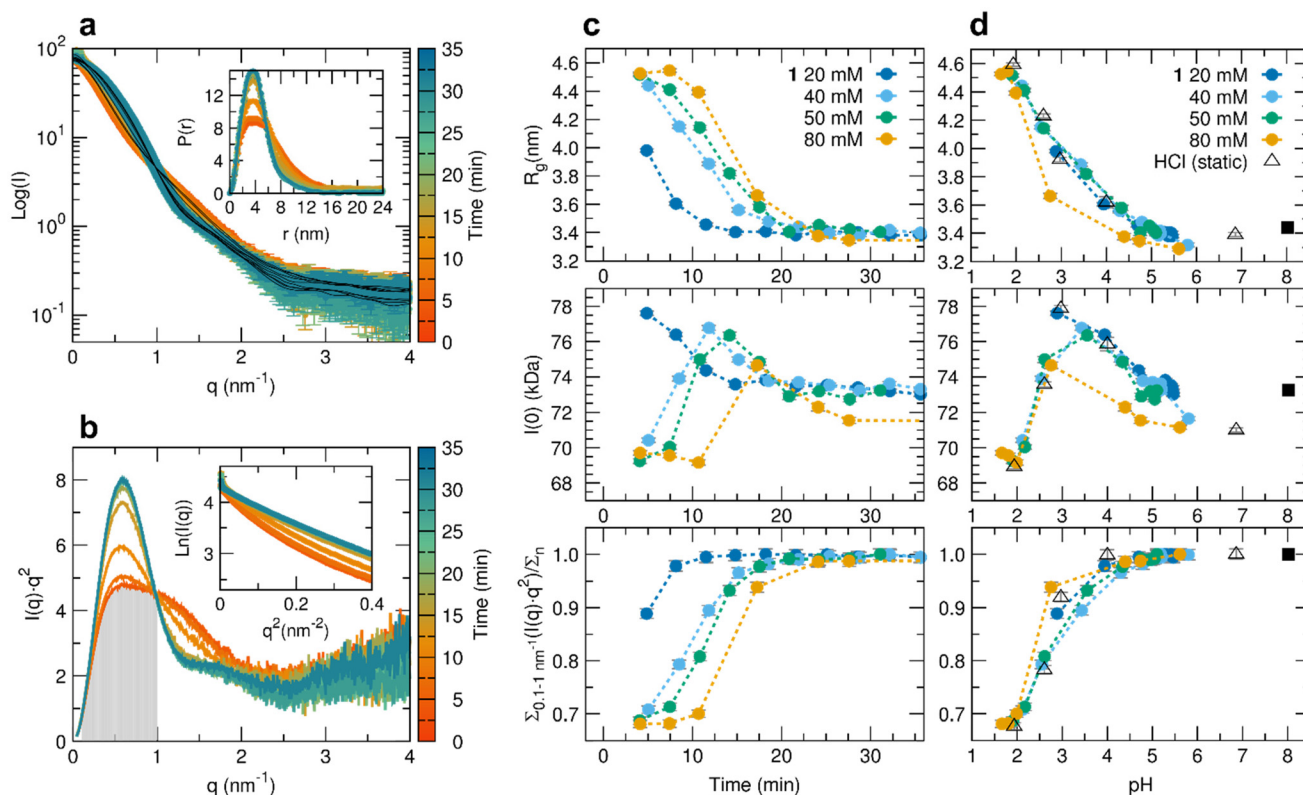 a
Log(I)
10²
10¹
10⁰
10⁻¹
0 1 2 3 4
q (nm⁻¹)
P(r)
12
8
4
0
0 4 8 12 16 20 24
r (nm)
35
30
25
20
15
10
5
0
Time (min)
b
I(q)·q²
8
6
4
2
0
0 1 2 3 4
q (nm⁻¹)
Ln(I(q))
4
3
0 0.2 0.4
q²(nm⁻²)
35
30
25
20
15
10
5
0
Time (min)
c
R_g(nm)
4.6
4.4
4.2
4.0
3.8
3.6
3.4
3.2
0 10 20 30
1 20 mM
40 mM
50 mM
80 mM
I(0) (kDa)
78
76
74
72
70
68
0 10 20 30
Σ₀.₁₋₁ ₙₘ⁻¹(I(q)·q²)/Σₙ
1.0
0.9
0.8
0.7
0 10 20 30
Time (min)
d
4.6
4.4
4.2
4.0
3.8
3.6
3.4
3.2
1 2 3 4 5 6 7 8
1 20 mM
40 mM
50 mM
80 mM
HCl (static)
78
76
74
72
70
68
1 2 3 4 5 6 7 8
1.0
0.9
0.8
0.7
1 2 3 4 5 6 7 8
pH